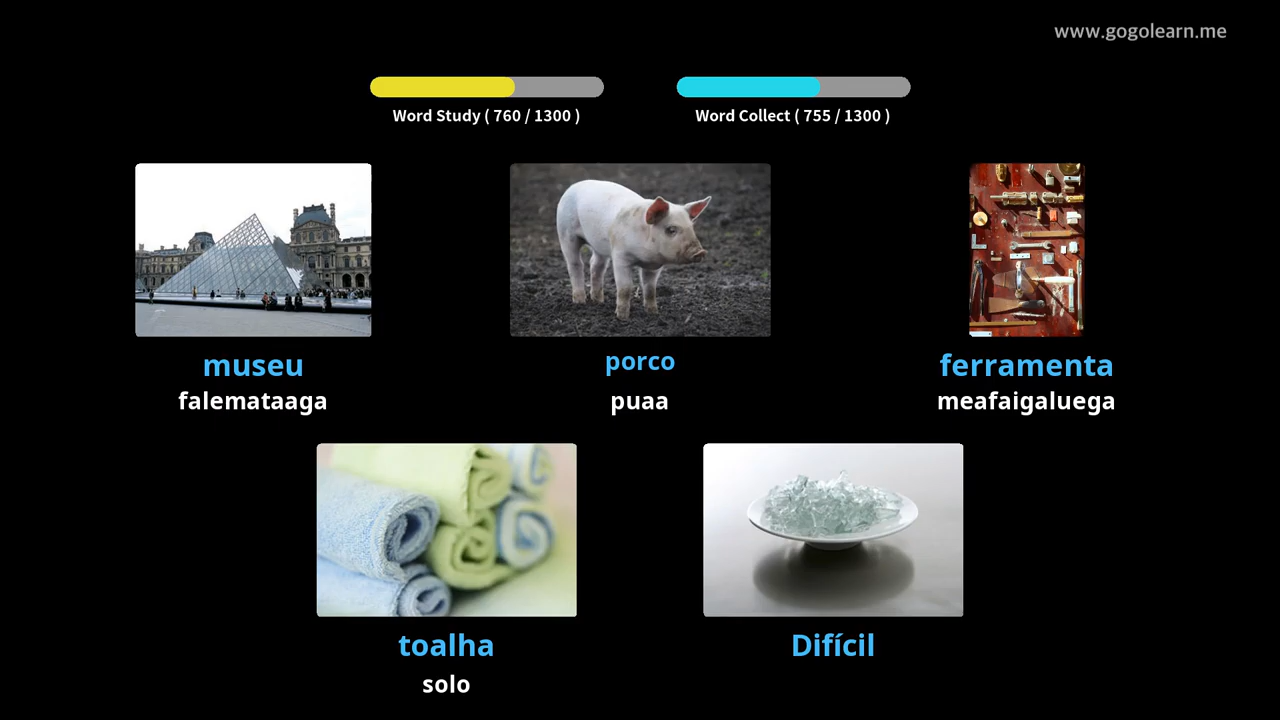 www.gogolearn.me
Word Study ( 760 / 1300 )
Word Collect ( 755 / 1300 )
museu
falemataaga
porco
puaa
ferramenta
meafaigaluega
toalha
solo
Difícil